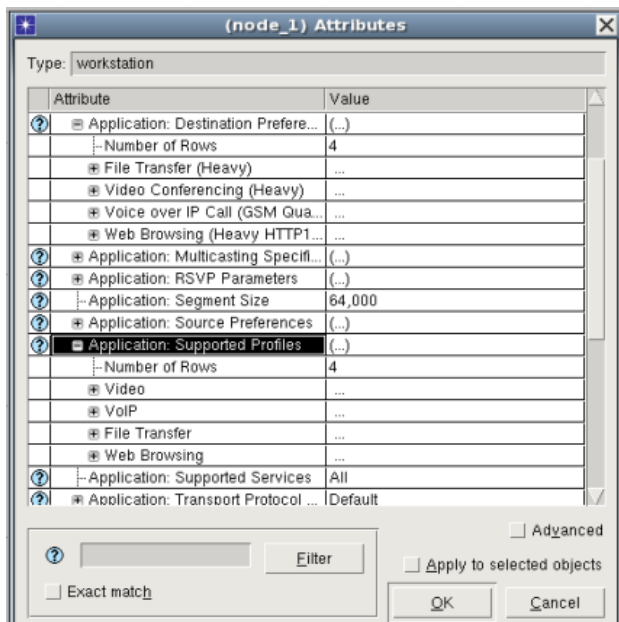 (node_1) Attributes
Type: workstation
Attribute Value
Application: Destination Prefere... (...)
Number of Rows 4
File Transfer (Heavy) ...
Video Conferencing (Heavy) ...
Voice over IP Call (GSM Qua... ...
Web Browsing (Heavy HTTP1... ...
Application: Multicasting Specifi... (...)
Application: RSVP Parameters (...)
Application: Segment Size 64,000
Application: Source Preferences (...)
Application: Supported Profiles (...)
Number of Rows 4
Video ...
VoIP ...
File Transfer ...
Web Browsing ...
Application: Supported Services All
Application: Transport Protocol ... Default
Advanced
Filter
Apply to selected objects
Exact match
OK Cancel